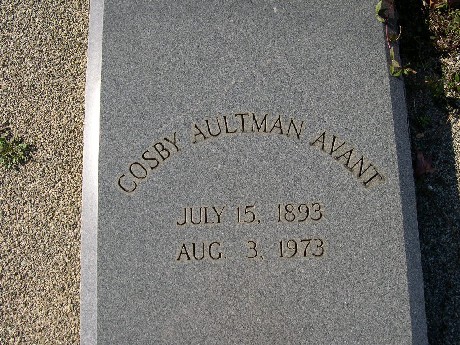 COSBY AULTMAN AVANT
JULY 15, 1893
AUG 3, 1973